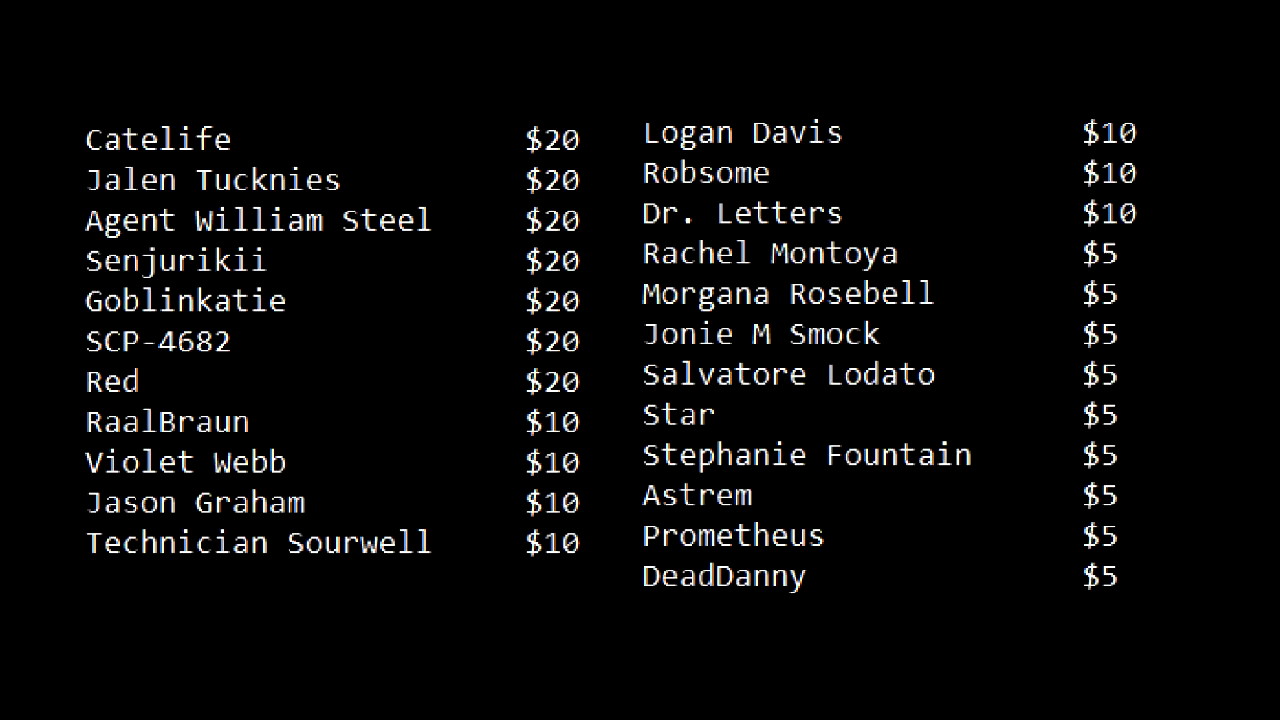 Catelife $20
Jalen Tucknies $20
Agent William Steel $20
Senjurikii $20
Goblinkatie $20
SCP-4682 $20
Red $20
RaalBraun $10
Violet Webb $10
Jason Graham $10
Technician Sourwell $10
Logan Davis $10
Robsome $10
Dr. Letters $10
Rachel Montoya $5
Morgana Rosebell $5
Jonie M Smock $5
Salvatore Lodato $5
Star $5
Stephanie Fountain $5
Astrem $5
Prometheus $5
DeadDanny $5